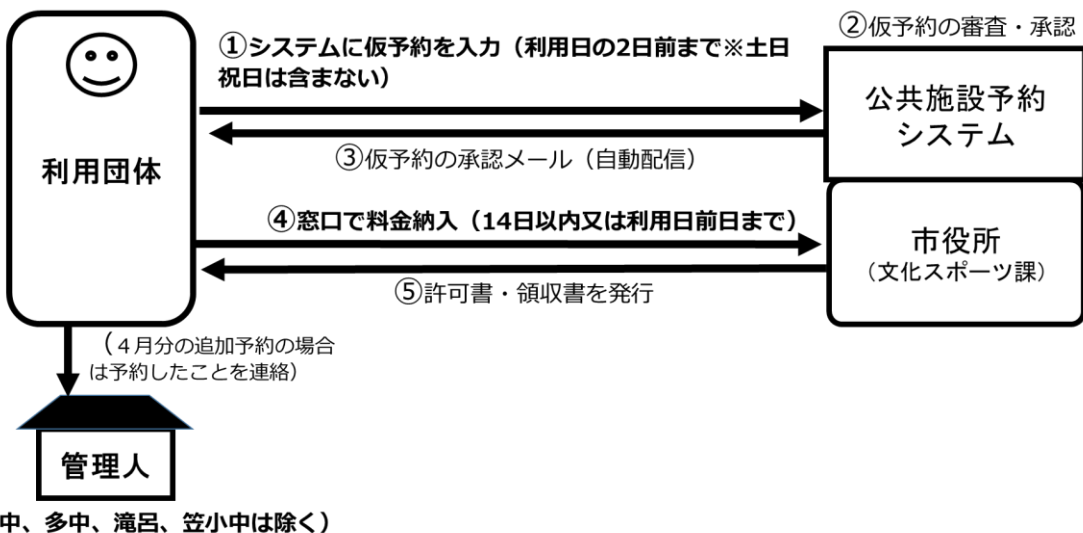 ②仮予約の審査・承認
①システムに仮予約を入力（利用日の2日前まで※土日
祝日は含まない）
公共施設予約
システム
③仮予約の承認メール（自動配信）
利用団体
④窓口で料金納入（14日以内又は利用日前日まで）
市役所
（文化スポーツ課）
⑤許可書・領収書を発行
（４月分の追加予約の場合
は予約したことを連絡）
管理人
中、多中、滝呂、笠小中は除く）